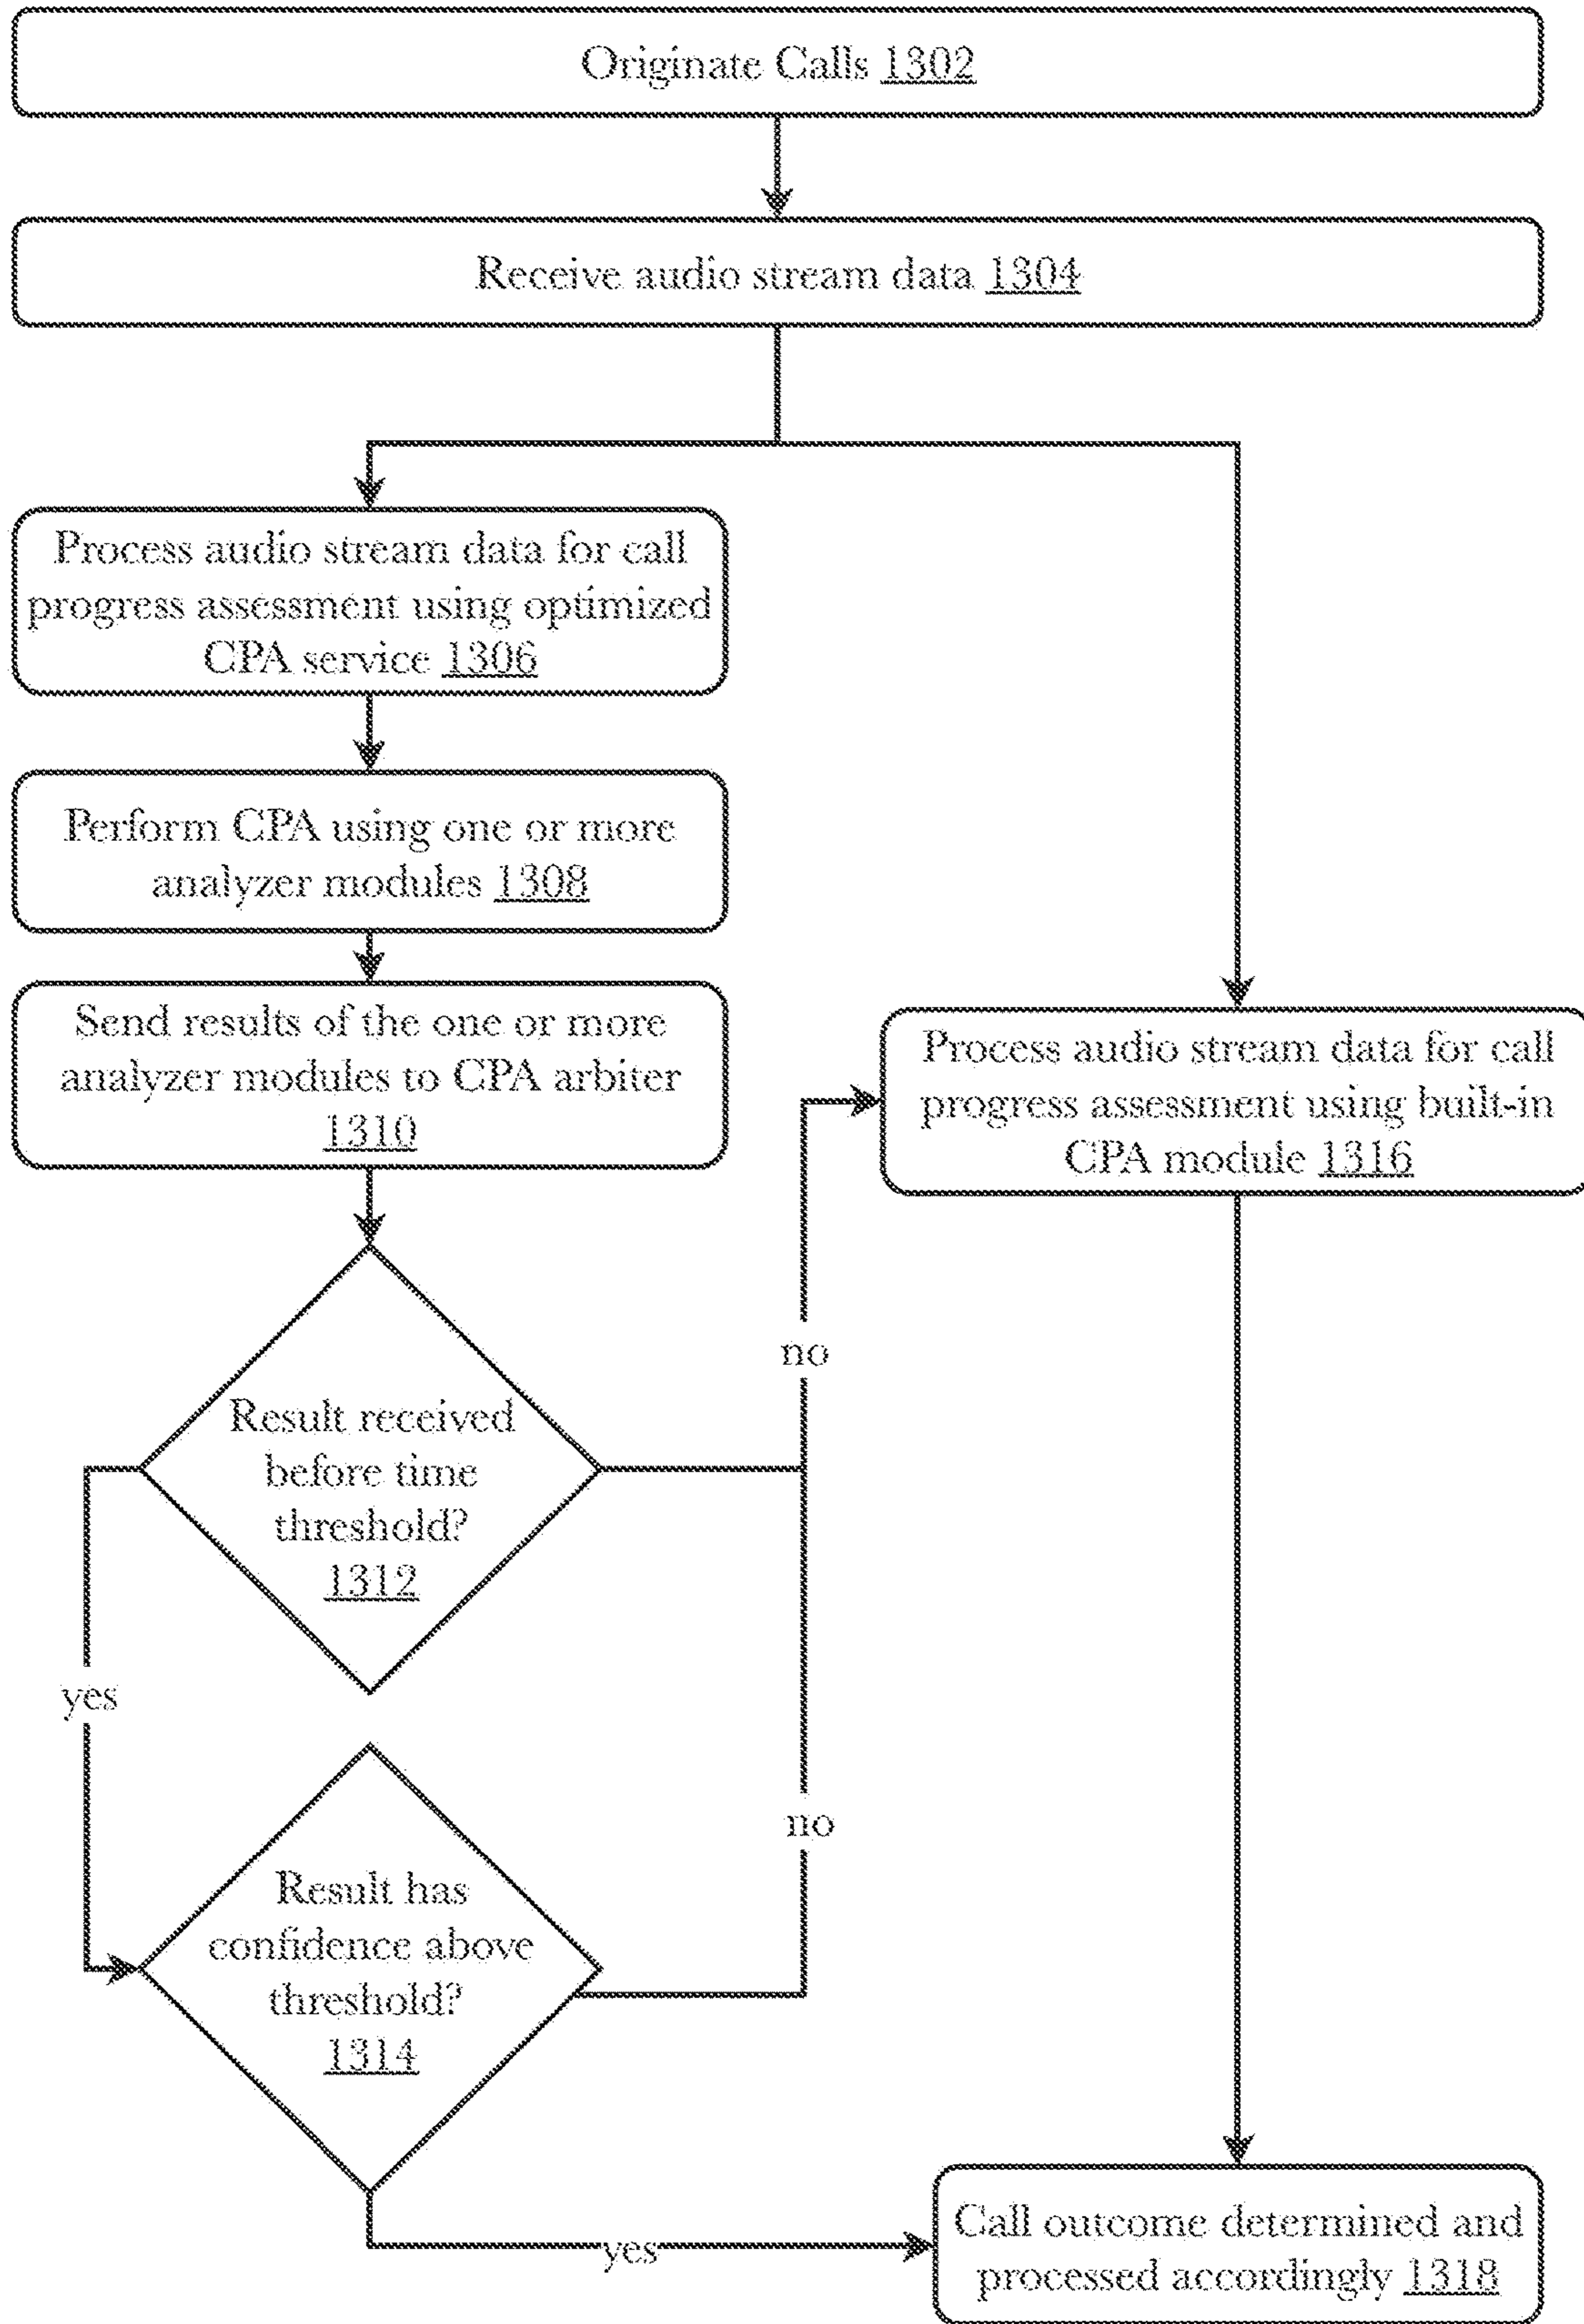 Originate Calls 1302
Receive audio stream data 1304
Process audio stream data for call
progress assessment using optimized
CPA service 1306
Perform CPA using one or more
analyzer modules 1308
Send results of the one or more
analyzer modules to CPA arbiter
1310
Process audio stream data for call
progress assessment using built-in
CPA module 1316
no
Result received
before time
threshold?
1312
yes
no
Result has
confidence above
threshold?
1314
yes
Call outcome determined and
processed accordingly 1318